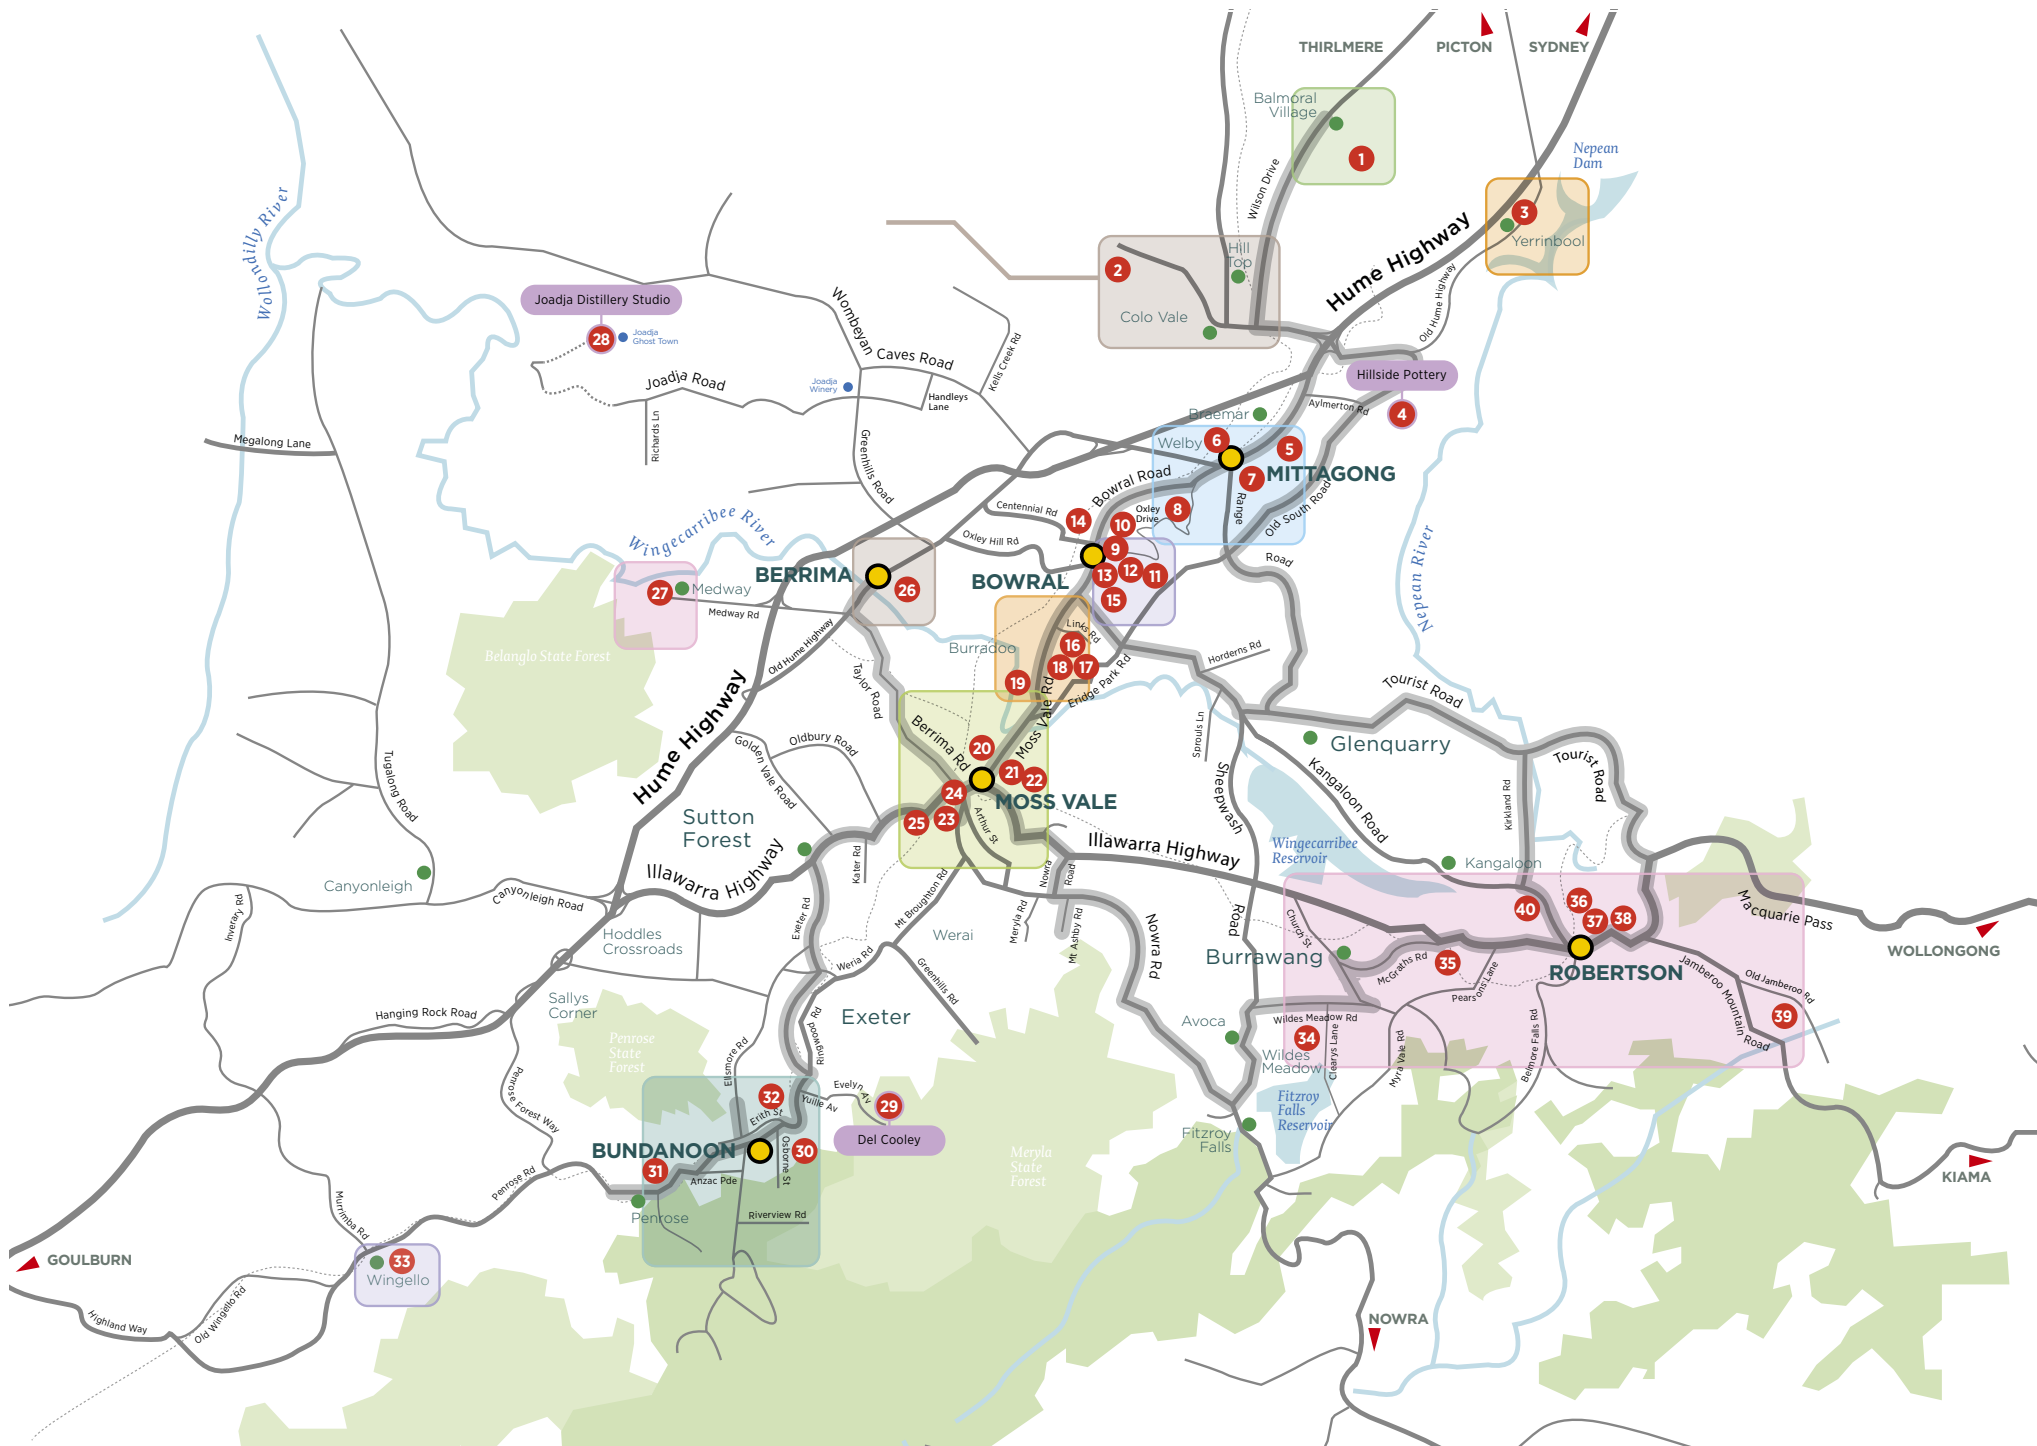 THIRLMERE
PICTON
SYDNEY
Balmoral
Village
1
Nepean
Dam
Wilson Drive
Hume Highway
3
Yerrinbool
Wollondilly River
2
Hill
Top
Colo Vale
Old Hume Highway
Joadja Distillery Studio
28
Joadja
Ghost Town
Wombeyan
Caves Road
Kells Creek Rd
Joadja Road
Joadja
Winery
Handleys
Lane
Hillside Pottery
4
Aylmerton Rd
Braemar
Richards Ln
Megalong Lane
Greenhills Road
Welby
6
5
7
MITTAGONG
Bowral Road
Range
Old South Road
Road
Centennial Rd
14
10
Oxley
Drive
8
Oxley Hill Rd
9
13
12
11
15
BOWRAL
Wingecarribee River
BERRIMA
26
27
Medway
Medway Rd
Old Hume Highway
Belanglo State Forest
Nepean River
Links Rd
Burradoo
16
18
17
19
Eridge Park Rd
Horderns Rd
Taylor Road
Moss Vale Rd
Sprouls Ln
Tourist Road
Glenquarry
Tourist Road
Hume Highway
Golden Vale Road
Oldbury Road
Berrima Rd
20
21
22
24
MOSS VALE
23
25
Arthur St
Tugalong Road
Sutton
Forest
Illawarra Highway
Kater Rd
Illawarra Highway
Sheepwash
Road
Kangaloon Road
Kirkland Rd
Wingecarribee
Reservoir
Kangaloon
Canyonleigh
Canyonleigh Road
Inverary Rd
Hoddles
Crossroads
Exeter Rd
Mt Broughton Rd
Nowra
Road
Meryla Rd
Mt Ashby Rd
Werai
Weria Rd
Greenhills Rd
Nowra Rd
Church St
Burrawang
McGraths Rd
35
40
36
37
38
ROBERTSON
Macquarie Pass
WOLLONGONG
Pearsons Lane
Jamberoo Mountain Road
Old Jamberoo Rd
39
Hanging Rock Road
Sallys
Corner
Penrose
State
Forest
Exeter
Ringwood Rd
Ellsmore Rd
Avoca
Wildes Meadow Rd
34
Wildes
Meadow
Clearys Lane
Myra Vale Rd
Belmore Falls Rd
Penrose Forest Way
32
Erith St
Yuille Av
Evelyn Av
29
Del Cooley
BUNDANOON
31
30
Osborne St
Anzac Pde
Riverview Rd
Penrose
Penrose Rd
Meryla
State
Forest
Fitzroy
Falls
Fitzroy
Falls
Reservoir
KIAMA
Murrimba Rd
33
Wingello
GOULBURN
Highland Way
Old Wingello Rd
NOWRA